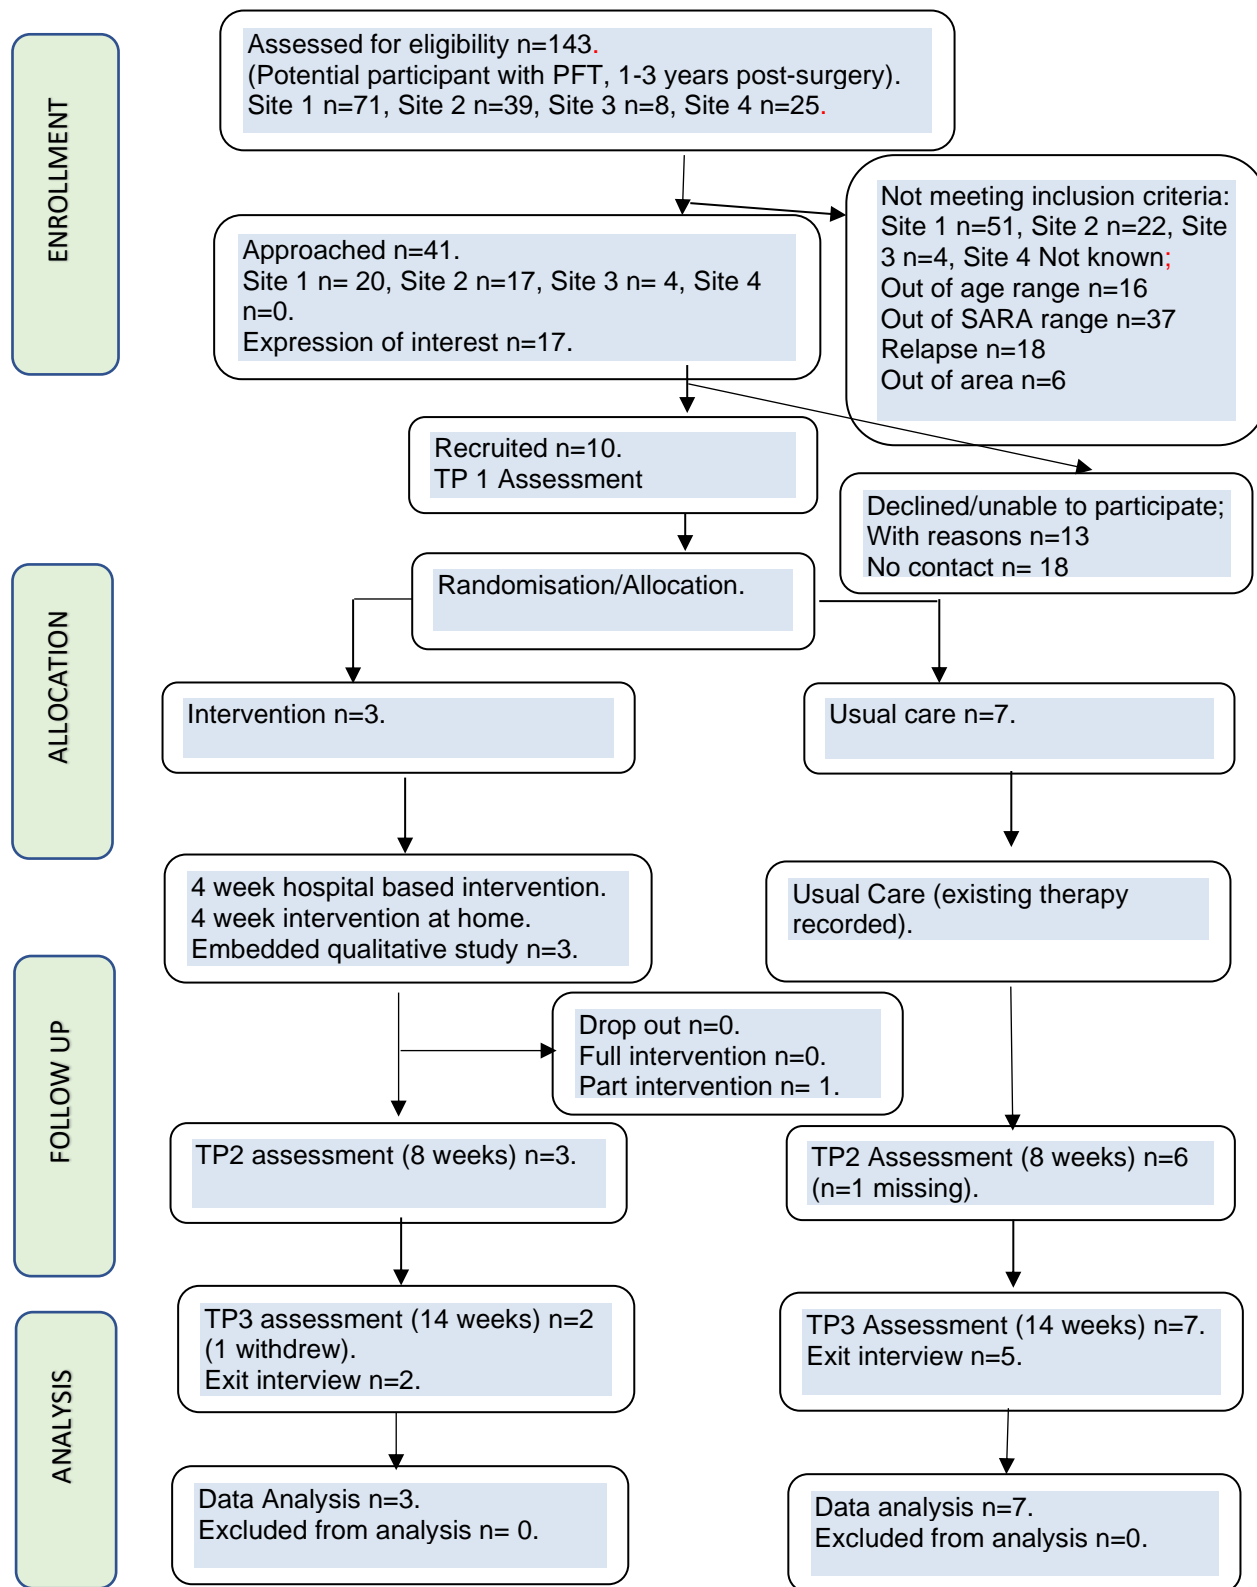 ENROLLMENT
Assessed for eligibility n=143.
(Potential participant with PFT, 1-3 years post-surgery).
Site 1 n=71, Site 2 n=39, Site 3 n=8, Site 4 n=25.
Not meeting inclusion criteria:
Site 1 n=51, Site 2 n=22, Site
3 n=4, Site 4 Not known;
Out of age range n=16
Out of SARA range n=37
Relapse n=18
Out of area n=6
Approached n=41.
Site 1 n= 20, Site 2 n=17, Site 3 n= 4, Site 4
n=0.
Expression of interest n=17.
Recruited n=10.
TP 1 Assessment
Declined/unable to participate;
With reasons n=13
No contact n= 18
ALLOCATION
Randomisation/Allocation.
Intervention n=3.
Usual care n=7.
4 week hospital based intervention.
4 week intervention at home.
Embedded qualitative study n=3.
Usual Care (existing therapy
recorded).
FOLLOW UP
Drop out n=0.
Full intervention n=0.
Part intervention n= 1.
TP2 assessment (8 weeks) n=3.
TP2 Assessment (8 weeks) n=6
(n=1 missing).
TP3 assessment (14 weeks) n=2
(1 withdrew).
Exit interview n=2.
TP3 Assessment (14 weeks) n=7.
Exit interview n=5.
ANALYSIS
Data Analysis n=3.
Excluded from analysis n= 0.
Data analysis n=7.
Excluded from analysis n=0.